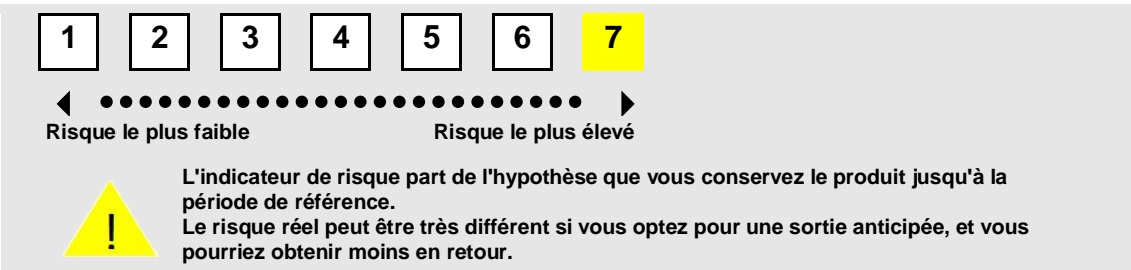 1 2 3 4 5 6 7
Risque le plus faible Risque le plus élevé
L'indicateur de risque part de l'hypothèse que vous conservez le produit jusqu'à la
période de référence.
Le risque réel peut être très différent si vous optez pour une sortie anticipée, et vous
pourriez obtenir moins en retour.
!